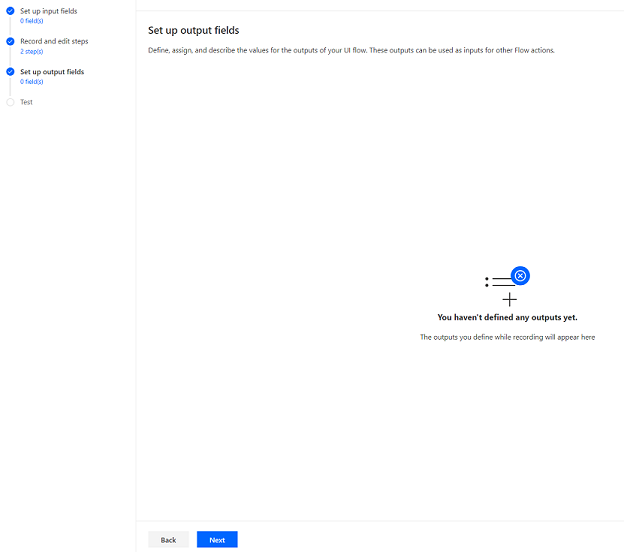 Set up input fields
0 field(s)
Record and edit steps
2 step(s)
Set up output fields
0 field(s)
Test
Set up output fields
Define, assign, and describe the values for the outputs of your UI flow. These outputs can be used as inputs for other Flow actions.
You haven't defined any outputs yet.
The outputs you define while recording will appear here
Back
Next